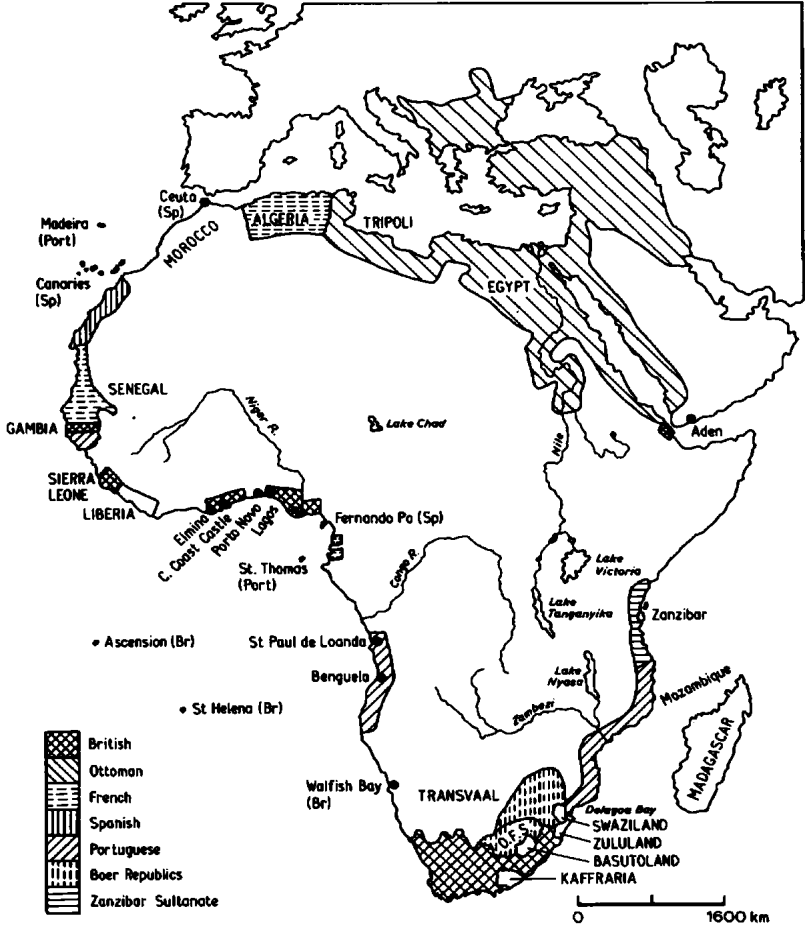 Ceuta
(Sp)
Madeira
(Port)
MOROCCO
ALGERIA
TRIPOLI
Canaries
(Sp)
EGYPT
SENEGAL
GAMBIA
Niger R.
Lake Chad
Nile
Aden
SIERRA
LEONE
LIBERIA
Elmina
C. Coast Castle
Porto Novo
Lagos
Fernando Po (Sp)
St. Thomas
(Port)
Congo R.
Lake
Victoria
Lake
Tanganyika
Zanzibar
Ascension (Br)
St Paul de Loanda
Benguela
Lake
Nyasa
Mozambique
St Helena (Br)
Zambesi
MADAGASCAR
British
Ottoman
French
Spanish
Portuguese
Boer Republics
Zanzibar Sultanate
Walfish Bay
(Br)
TRANSVAAL
Delagoa Bay
O.F.S.
SWAZILAND
ZULULAND
BASUTOLAND
KAFFRARIA
0 1600 km